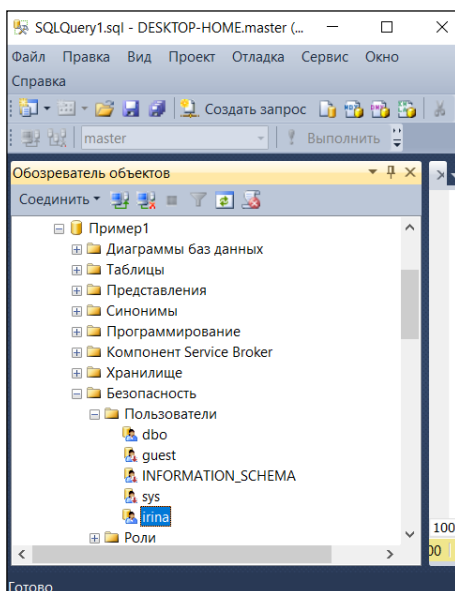 SQLQuery1.sql - DESKTOP-HOME.master (...
Файл Правка Вид Проект Отладка Сервис Окно
Справка
Создать запрос
master Выполнить
Обозреватель объектов
Соединить
Пример1
Диаграммы баз данных
Таблицы
Представления
Синонимы
Программирование
Компонент Service Broker
Хранилище
Безопасность
Пользователи
dbo
guest
INFORMATION_SCHEMA
sys
irina
Роли
100
00
Готово